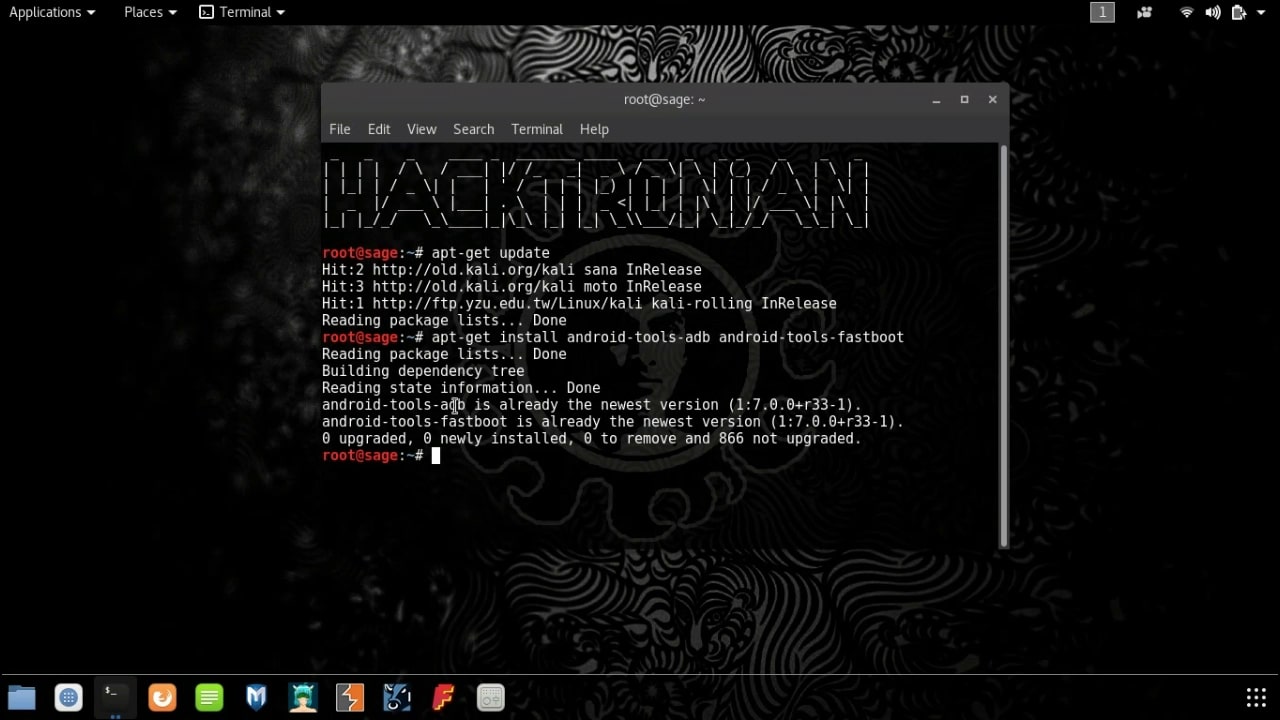 Applications Places Terminal 1
root@sage: ~
File Edit View Search Terminal Help
HACKTRONiAN
root@sage:~# apt-get update
Hit:2 http://old.kali.org/kali sana InRelease
Hit:3 http://old.kali.org/kali moto InRelease
Hit:1 http://ftp.yzu.edu.tw/Linux/kali kali-rolling InRelease
Reading package lists... Done
root@sage:~# apt-get install android-tools-adb android-tools-fastboot
Reading package lists... Done
Building dependency tree
Reading state information... Done
android-tools-adb is already the newest version (1:7.0.0+r33-1).
android-tools-fastboot is already the newest version (1:7.0.0+r33-1).
0 upgraded, 0 newly installed, 0 to remove and 866 not upgraded.
root@sage:~#